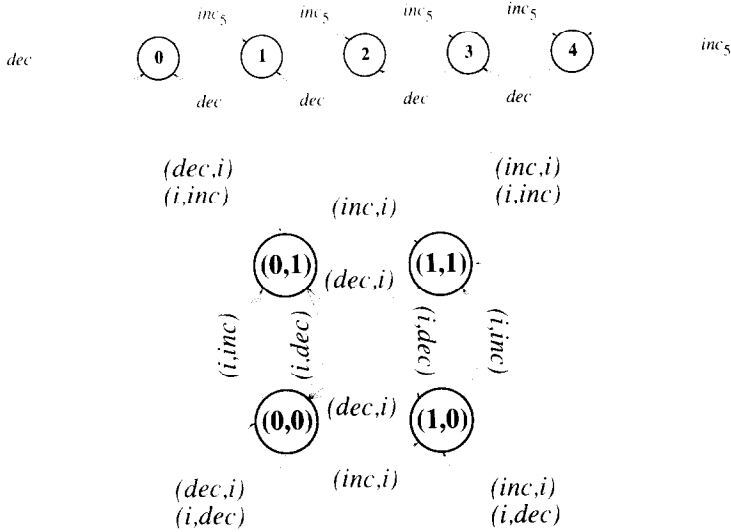 inc5 inc5 inc5 inc5
dec 0 1 2 3 4 inc5
dec dec dec dec
(dec,i) (inc,i)
(i,inc) (i,inc)
(inc,i)
(0,1) (1,1)
(dec,i)
(i,inc) (i,dec) (i,dec) (i,inc)
(dec,i)
(0,0) (1,0)
(inc,i)
(dec,i) (inc,i)
(i,dec) (i,dec)